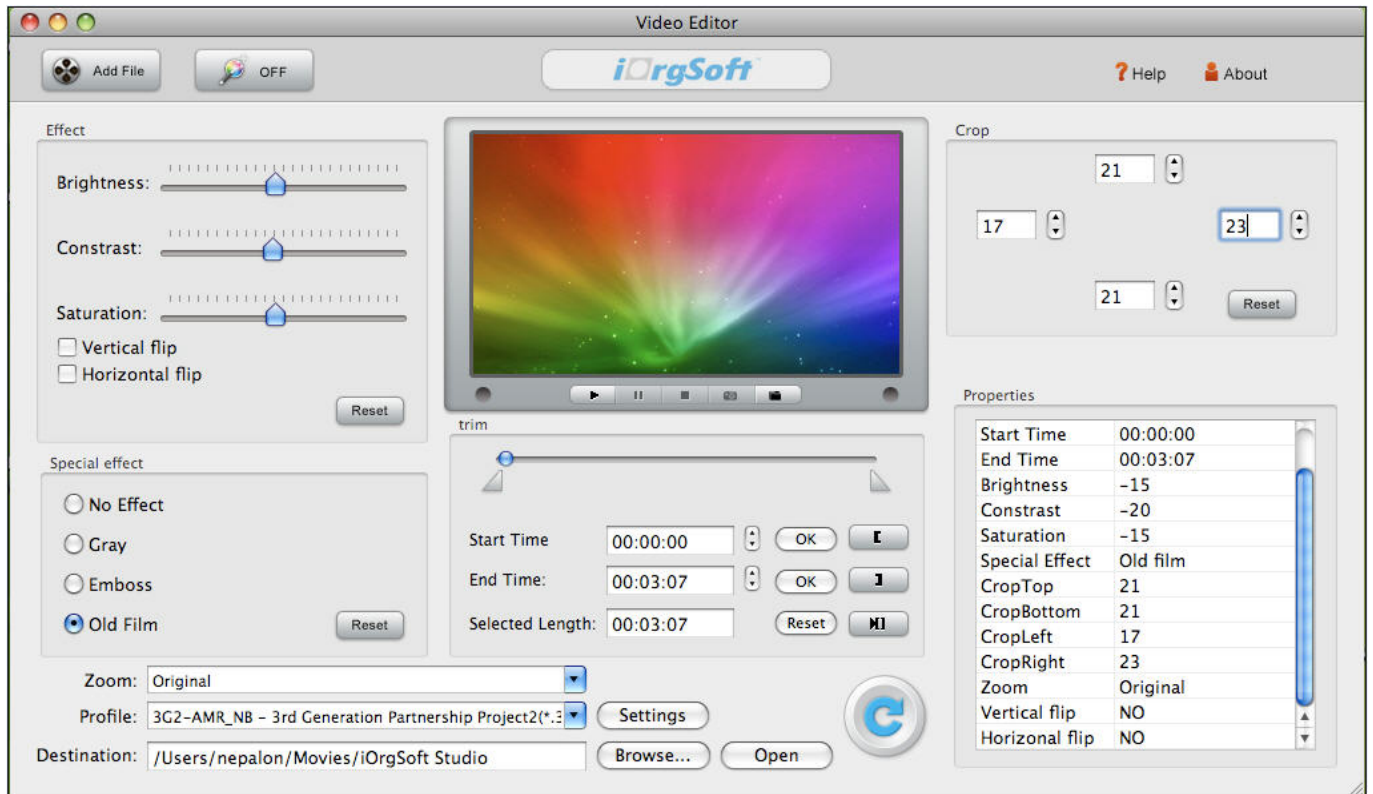 Video Editor
Add File
OFF
iOrgSoft
Help
About
Effect
Brightness:
Constrast:
Saturation:
Vertical flip
Horizontal flip
Reset
Special effect
No Effect
Gray
Emboss
Old Film
Reset
trim
Start Time 00:00:00 OK [
End Time: 00:03:07 OK ]
Selected Length: 00:03:07 Reset
Crop
21
17
23
21
Reset
Properties
Start Time 00:00:00
End Time 00:03:07
Brightness -15
Constrast -20
Saturation -15
Special Effect Old film
CropTop 21
CropBottom 21
CropLeft 17
CropRight 23
Zoom Original
Vertical flip NO
Horizonal flip NO
Zoom: Original
Profile: 3G2-AMR_NB - 3rd Generation Partnership Project2(*.3 Settings
Destination: /Users/nepalon/Movies/iOrgSoft Studio Browse... Open